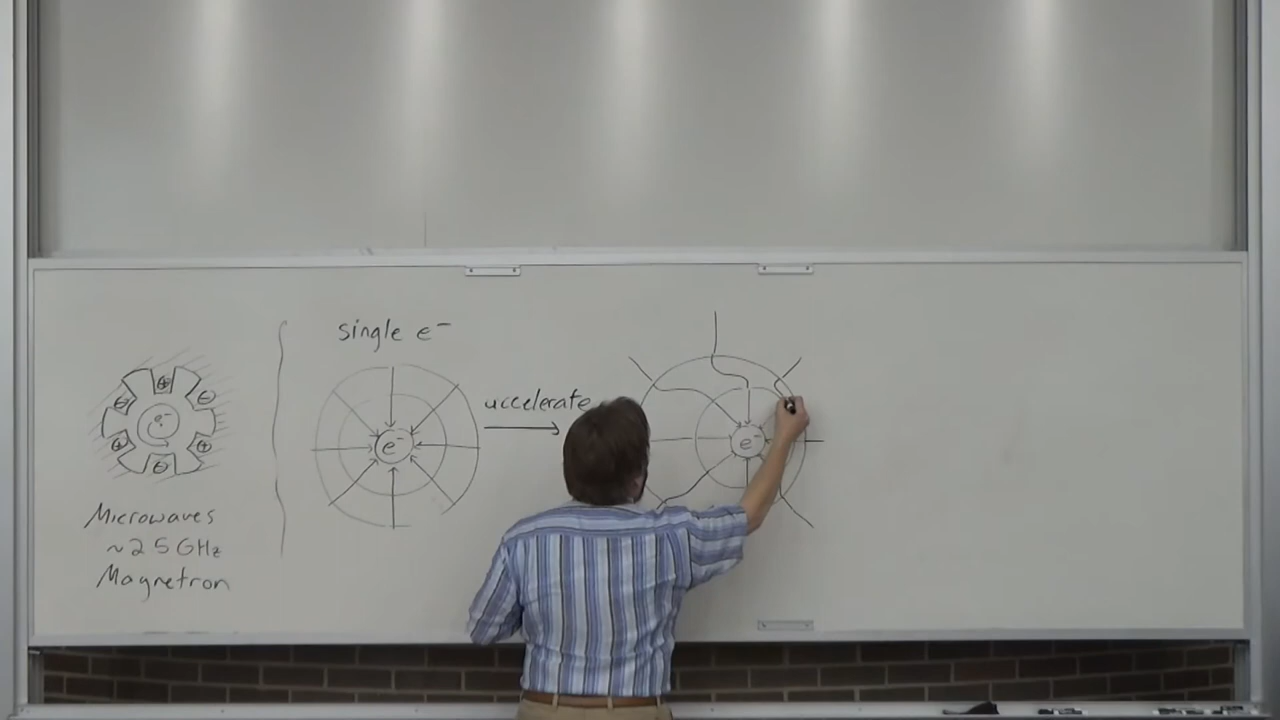 single e⁻
accelerate
e⁻
e⁻
e⁻
+
-
+
-
+
-
Microwaves
~2.5 GHz
Magnetron